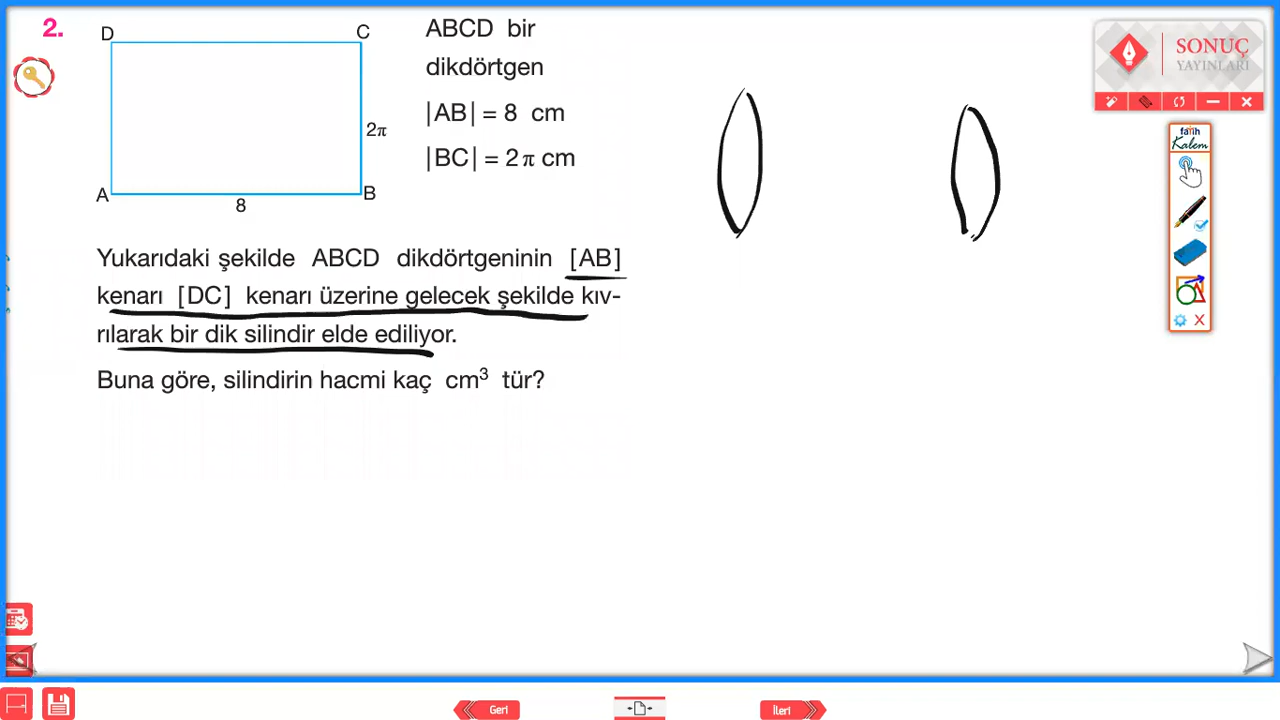 2.
D
C
2π
A
B
8
ABCD bir
dikdörtgen
|AB| = 8 cm
|BC| = 2π cm
Yukarıdaki şekilde ABCD dikdörtgeninin [AB]
kenarı [DC] kenarı üzerine gelecek şekilde kıv-
rılarak bir dik silindir elde ediliyor.
Buna göre, silindirin hacmi kaç cm³ tür?
SONUÇ
YAYINLARI
fatih
Kalem
Geri
İleri